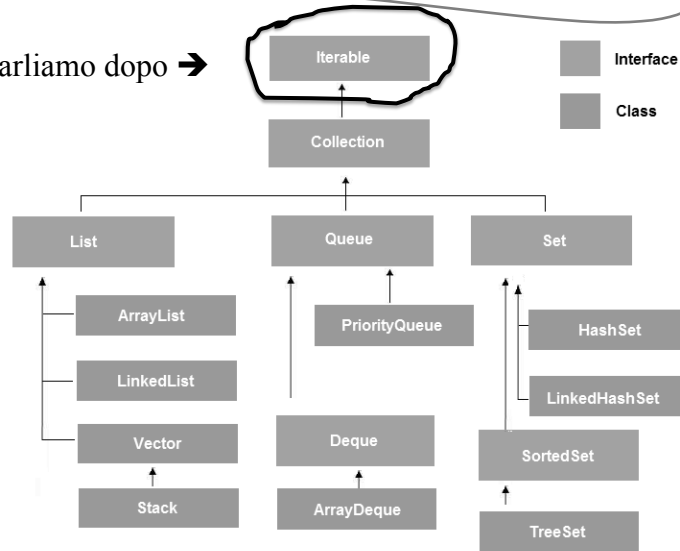 arliamo dopo ➔
Iterable
Interface
Class
Collection
List
Queue
Set
ArrayList
PriorityQueue
HashSet
LinkedList
LinkedHashSet
Vector
Deque
SortedSet
Stack
ArrayDeque
TreeSet